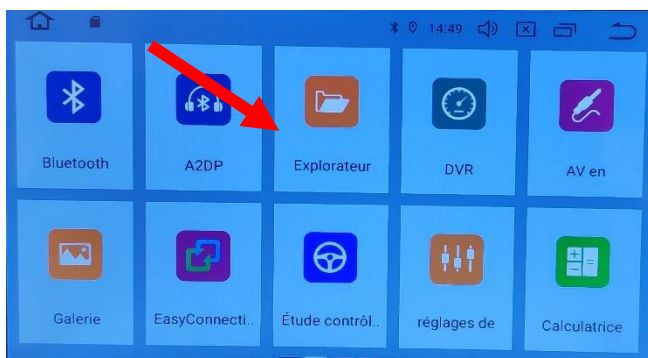 14:49
Bluetooth
A2DP
Explorateur
DVR
AV en
Galerie
EasyConnecti..
Étude contrôl..
réglages de
Calculatrice